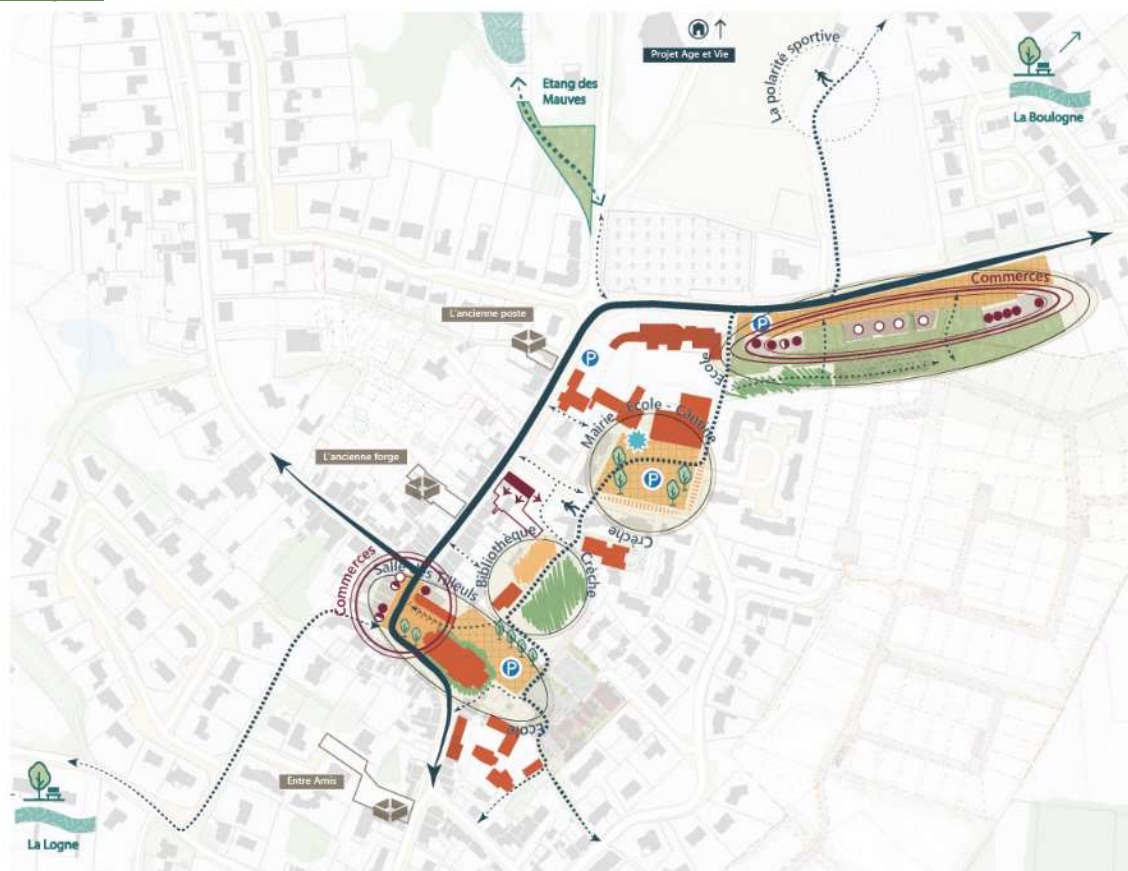 Projet Age et Vie
La polarité sportive
La Boulogne
Etang des
Mauves
Commerces
L'ancienne poste
P
P
Ecole
Mairie - Ecole - Cantine
P
L'ancienne forge
Crèche
Bibliothèque
Crèche
Salle des Tilleuls
Commerces
P
Ecole
Entre Amis
La Logne